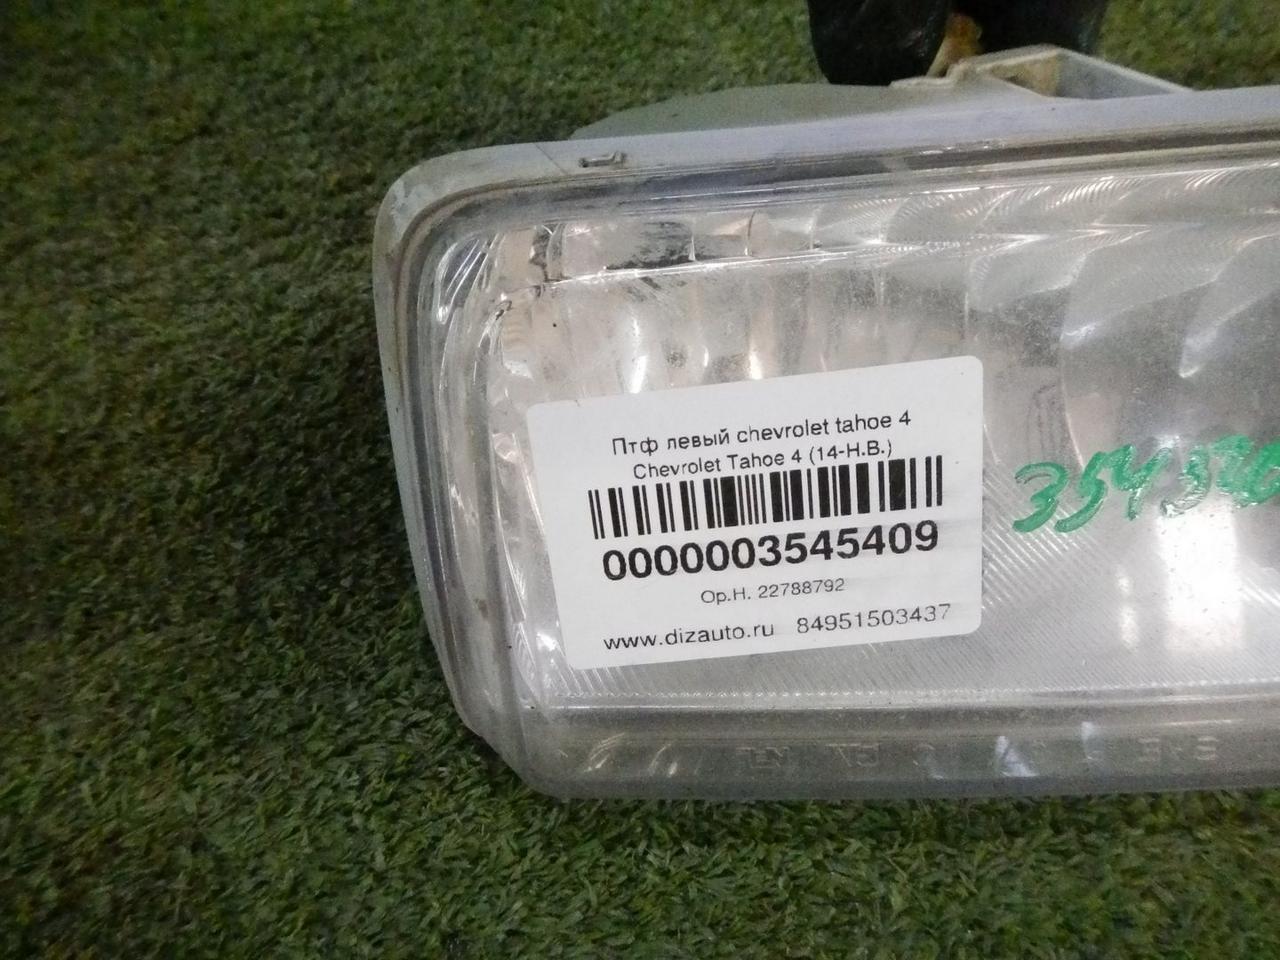 Птф левый chevrolet tahoe 4
Chevrolet Tahoe 4 (14-Н.В.)
0000003545409
Ор.Н. 22788792
www.dizauto.ru 84951503437